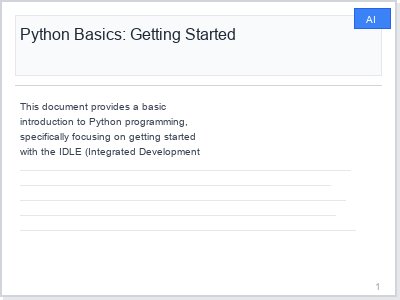 AI
Python Basics: Getting Started
This document provides a basic
introduction to Python programming,
specifically focusing on getting started
with the IDLE (Integrated Development
1